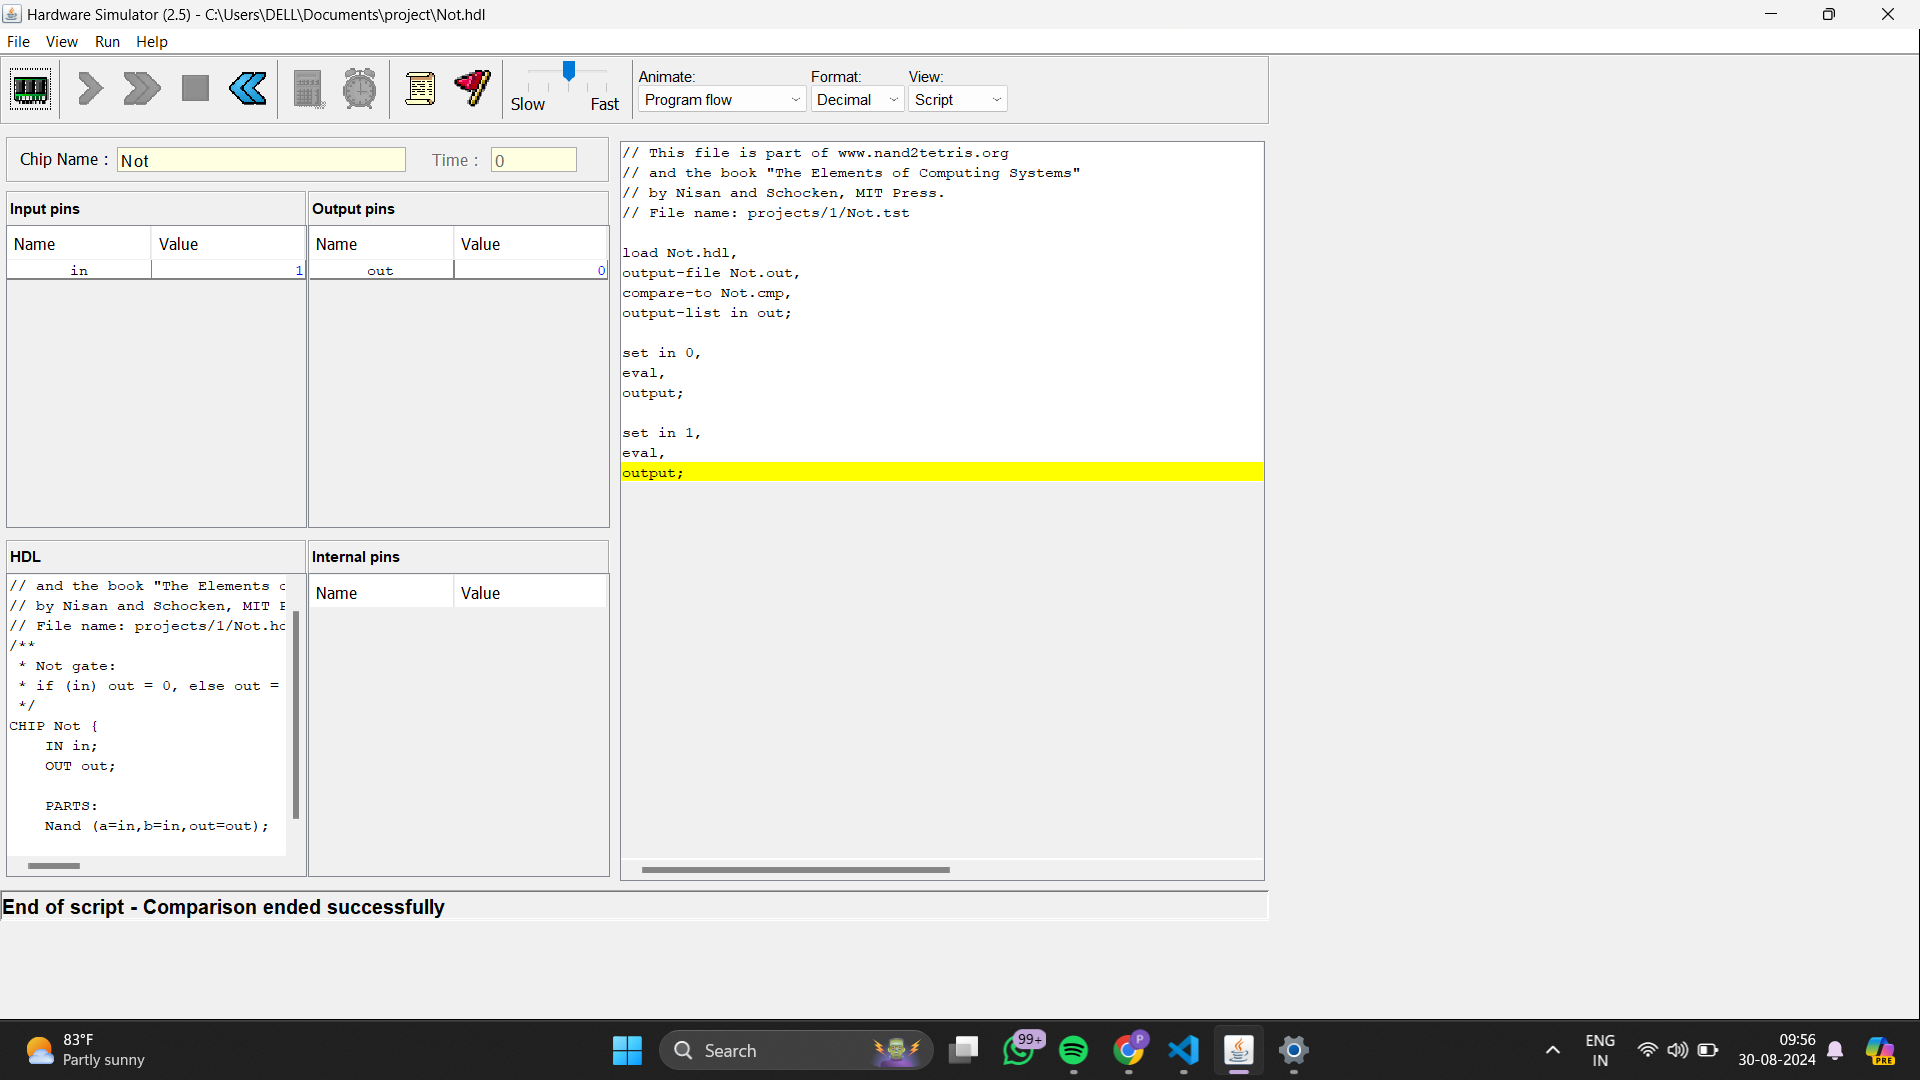 Hardware Simulator (2.5) - C:\Users\DELL\Documents\project\Not.hdl
File View Run Help
Slow Fast
Animate: Format: View:
Program flow Decimal Script
Chip Name : Not Time : 0
Input pins
Name Value
in 1
Output pins
Name Value
out 0
HDL
// and the book "The Elements
// by Nisan and Schocken, MIT
// File name: projects/1/Not.
/**
* Not gate:
* if (in) out = 0, else out =
*/
CHIP Not {
IN in;
OUT out;
PARTS:
Nand (a=in,b=in,out=out);
Internal pins
Name Value
// This file is part of www.nand2tetris.org
// and the book "The Elements of Computing Systems"
// by Nisan and Schocken, MIT Press.
// File name: projects/1/Not.tst
load Not.hdl,
output-file Not.out,
compare-to Not.cmp,
output-list in out;
set in 0,
eval,
output;
set in 1,
eval,
output;
End of script - Comparison ended successfully
83°F
Partly sunny
Search
99+
P
ENG
IN
09:56
30-08-2024
PRE